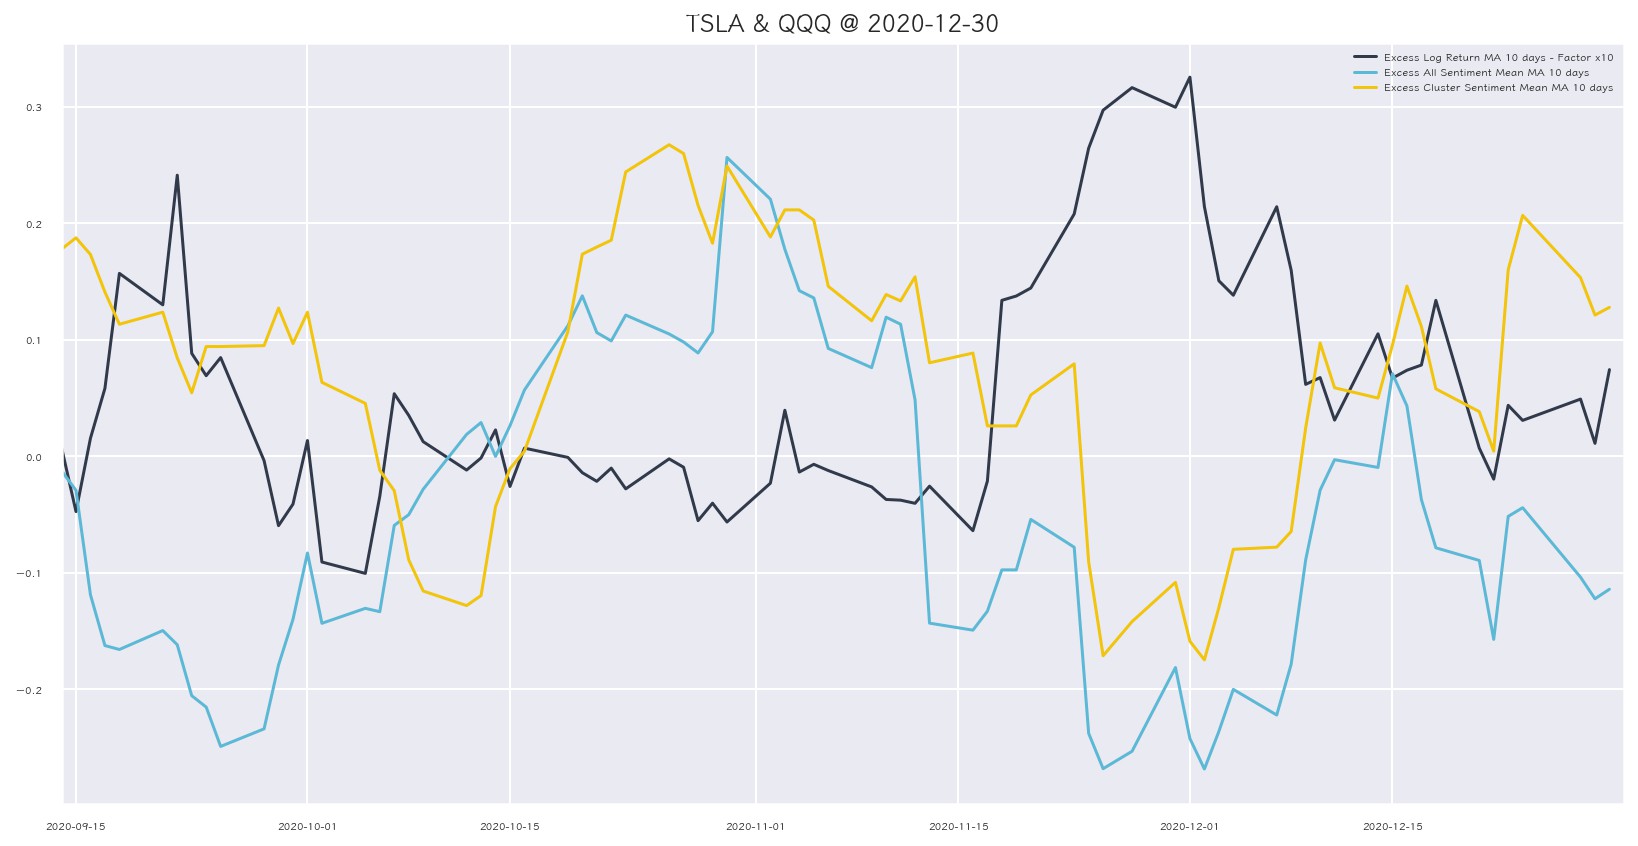 TSLA & QQQ @ 2020-12-30
Excess Log Return MA 10 days - Factor x10
Excess All Sentiment Mean MA 10 days
Excess Cluster Sentiment Mean MA 10 days
0.3
0.2
0.1
0.0
−0.1
−0.2
2020-09-15 2020-10-01 2020-10-15 2020-11-01 2020-11-15 2020-12-01 2020-12-15